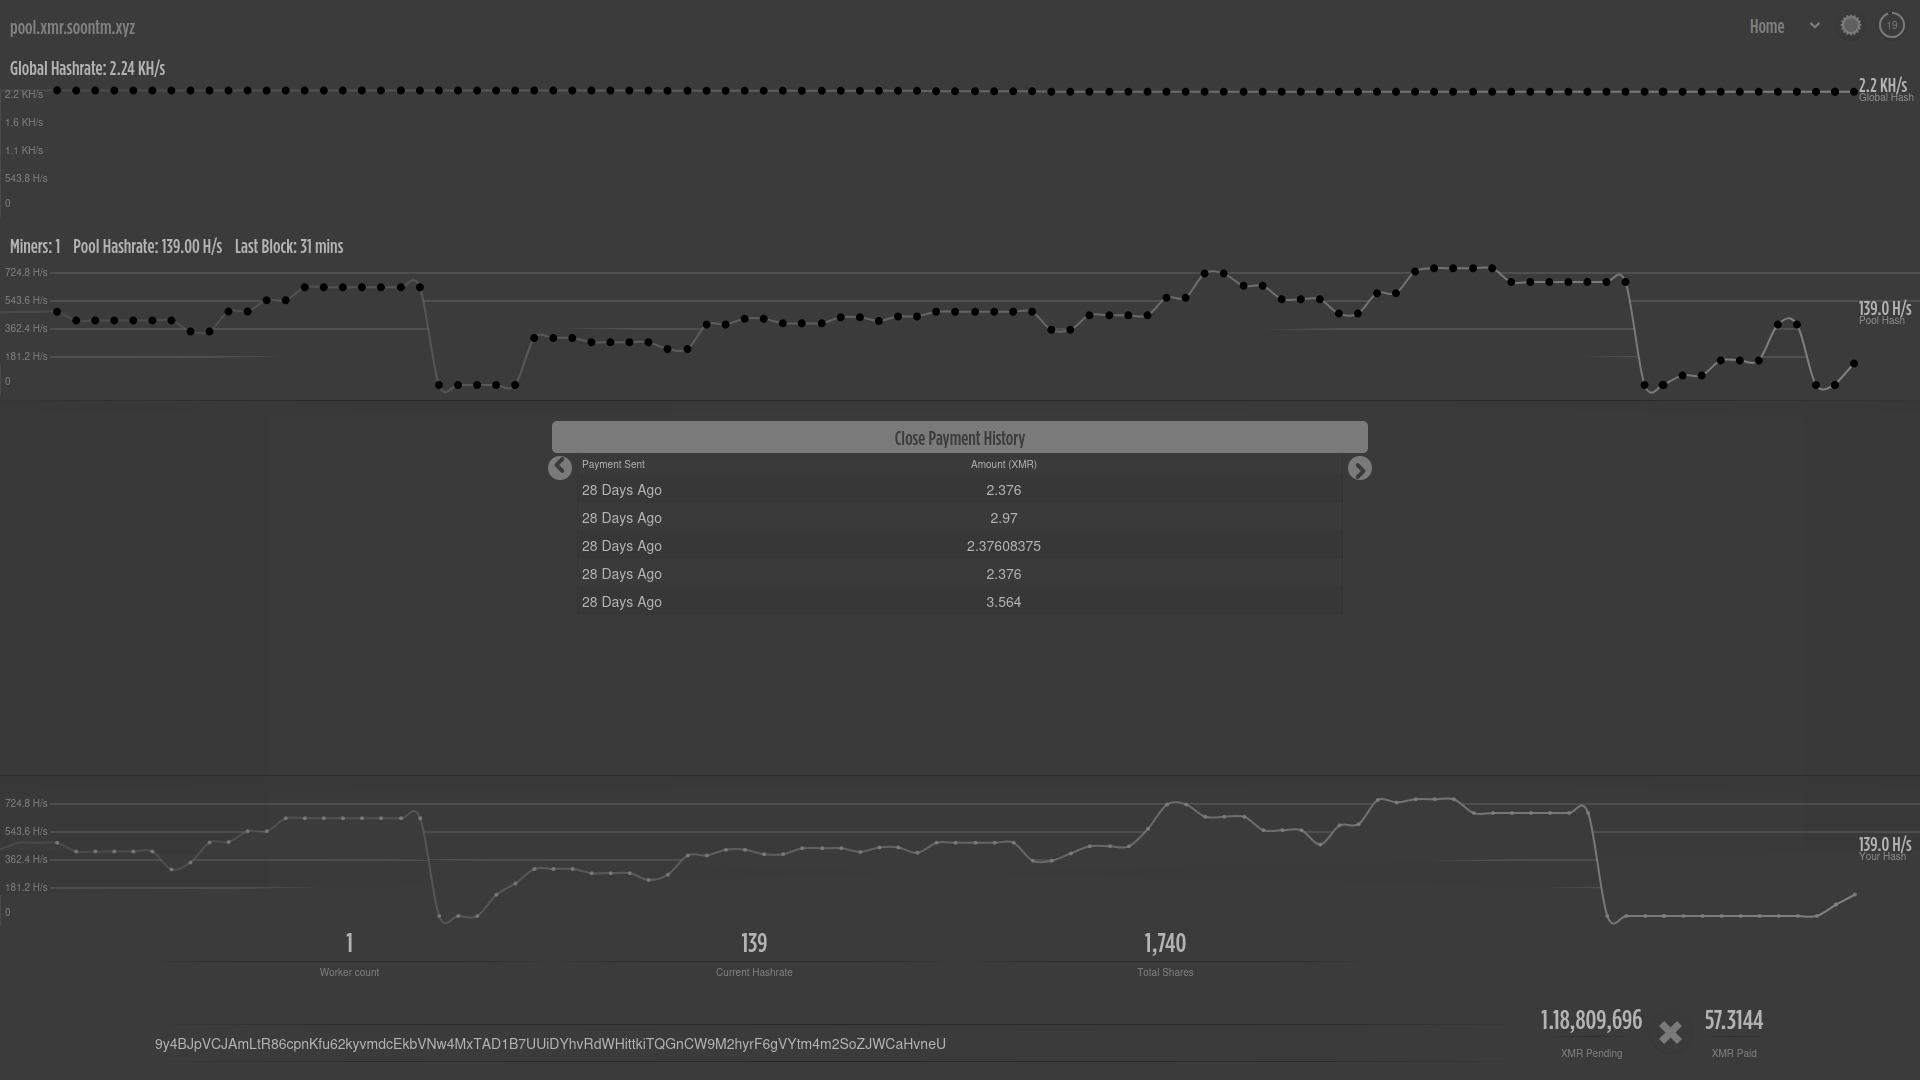 pool.xmr.soontm.xyz
Home
19
Global Hashrate: 2.24 KH/s
2.2 KH/s
1.6 KH/s
1.1 KH/s
543.8 H/s
0
2.2 KH/s
Global Hash
Miners: 1 Pool Hashrate: 139.00 H/s Last Block: 31 mins
724.8 H/s
543.6 H/s
362.4 H/s
181.2 H/s
0
139.0 H/s
Pool Hash
Close Payment History
Payment Sent Amount (XMR)
28 Days Ago 2.376
28 Days Ago 2.97
28 Days Ago 2.37608375
28 Days Ago 2.376
28 Days Ago 3.564
724.8 H/s
543.6 H/s
362.4 H/s
181.2 H/s
0
139.0 H/s
Your Hash
1 139 1,740
Worker count Current Hashrate Total Shares
1.18,809,696 57.3144
XMR Pending XMR Paid
9y4BJpVCJAmLtR86cpnKfu62kyvmdcEkbVNw4MxTAD1B7UUiDYhvRdWHittkiTQGnCW9M2hyrF6gVYtm4m2SoZJWCaHvneU